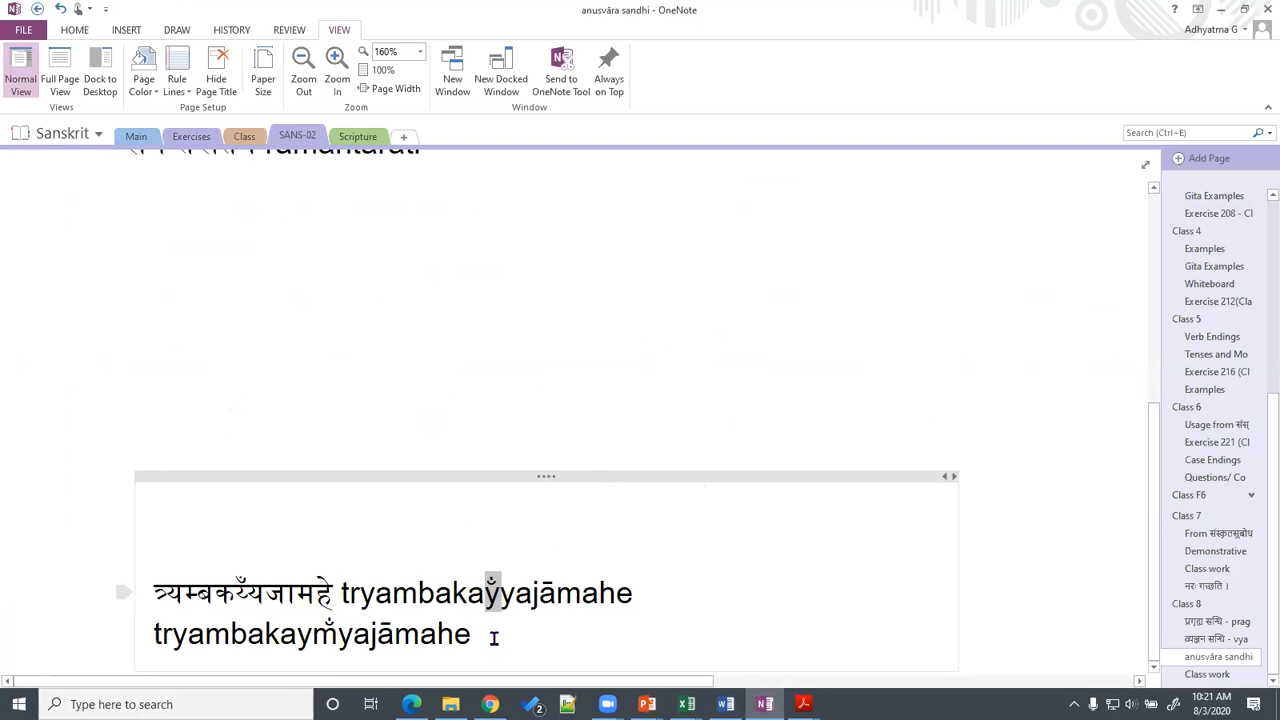 anusvāra sandhi - OneNote
FILE HOME INSERT DRAW HISTORY REVIEW VIEW
Adhyatma G
Normal View
Full Page View
Dock to Desktop
Page Color
Rule Lines
Hide Page Title
Paper Size
Zoom Out
Zoom In
160%
100%
Page Width
New Window
New Docked Window
Send to OneNote Tool
Always on Top
Views
Page Setup
Zoom
Window
Sanskrit
Main
Exercises
Class
SANS-02
Scripture
Search (Ctrl+E)
Add Page
Gita Examples
Exercise 208 - Cl
Class 4
Examples
Gita Examples
Whiteboard
Exercise 212(Cla
Class 5
Verb Endings
Tenses and Mo
Exercise 216 (Cl
Examples
Class 6
Usage from संस्
Exercise 221 (Cl
Case Endings
Questions/ Co
Class F6
Class 7
From संस्कृतसुबोध
Demonstrative
Class work
नरः गच्छति ।
Class 8
प्रगृह्य सन्धि - prag
व्यञ्जन सन्धि - vya
anusvāra sandhi
Class work
त्र्यम्बकय्ँयजामहे tryambakay̐yajāmahe
tryambakaym̐yajāmahe
Type here to search
2
10:21 AM
8/3/2020